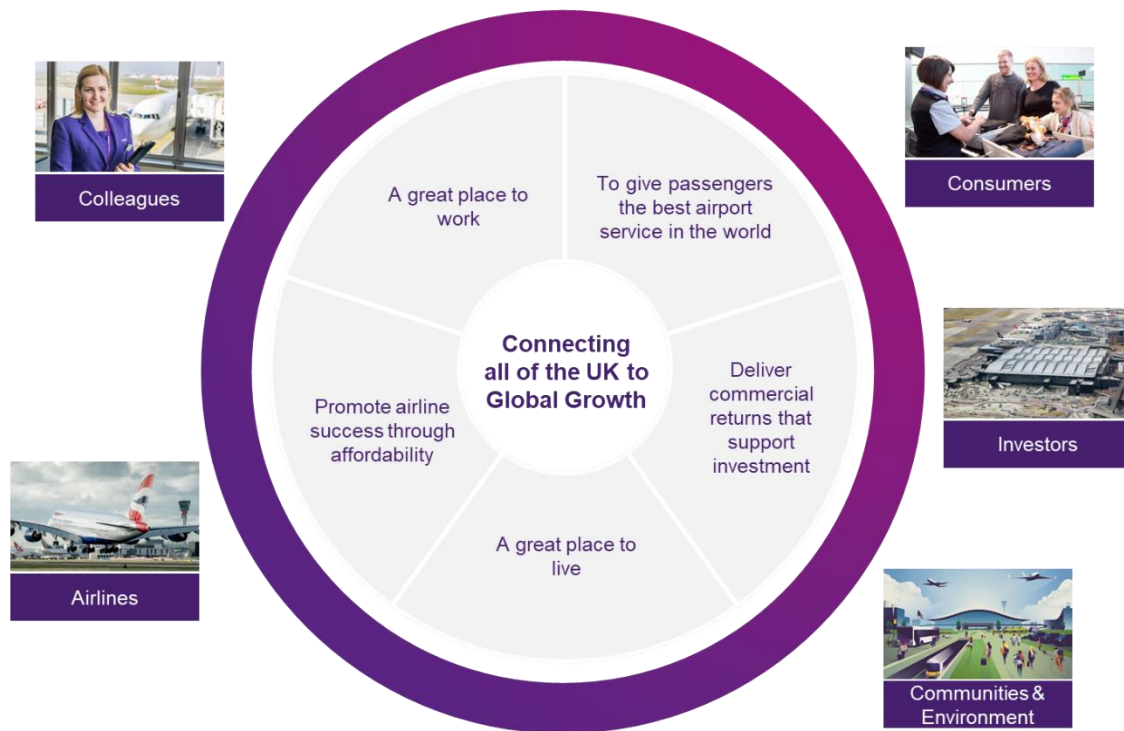 Colleagues
A great place to
work
To give passengers
the best airport
service in the world
Consumers
Connecting
all of the UK to
Global Growth
Promote airline
success through
affordability
Deliver
commercial
returns that
support
investment
Investors
A great place to
live
Airlines
Communities &
Environment